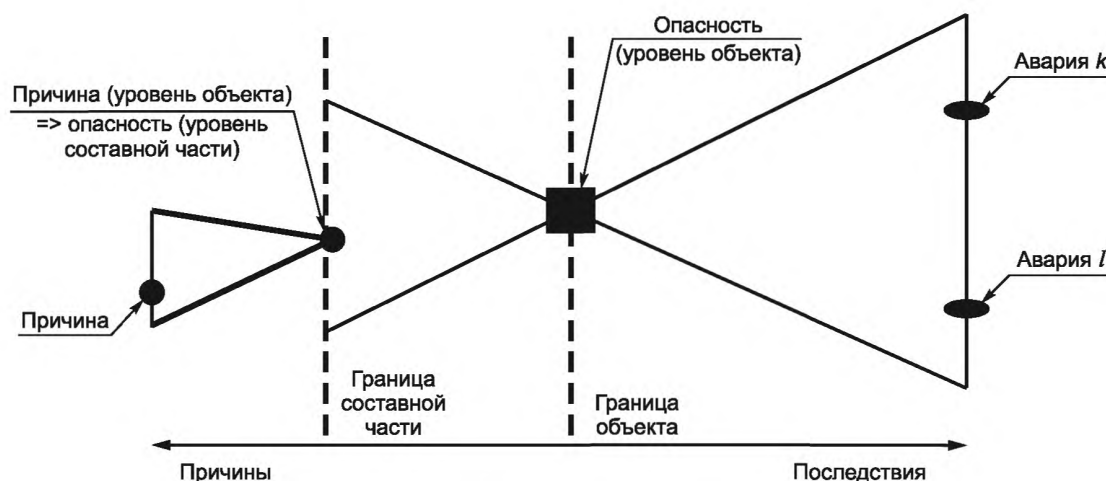 Опасность
(уровень объекта)
Авария k
Причина (уровень объекта)
=> опасность (уровень
составной части)
Авария l
Причина
Граница
составной
части
Граница
объекта
Причины
Последствия